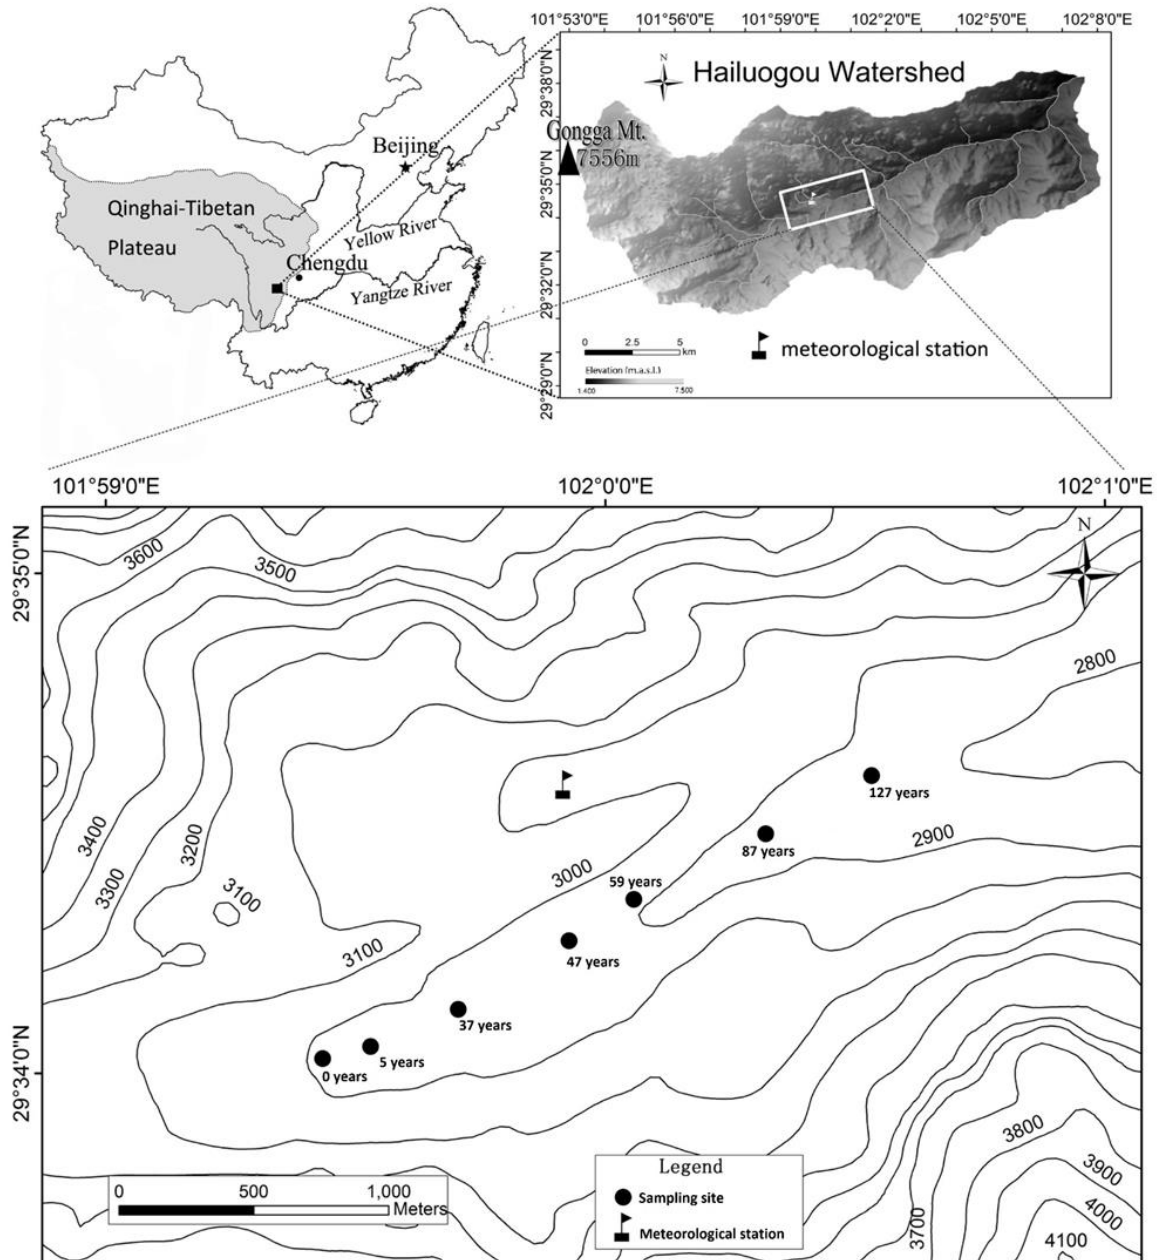 101°53'0"E 101°56'0"E 101°59'0"E 102°2'0"E 102°5'0"E 102°8'0"E
29°38'0"N
29°35'0"N
29°32'0"N
29°29'0"N
N
Hailuogou Watershed
Gongga Mt.
7556m
Beijing
Qinghai-Tibetan
Plateau
Yellow River
Chengdu
Yangtze River
0 2.5 5
km
Elevation (m.a.s.l.)
1.400 7.500
meteorological station
101°59'0"E 102°0'0"E 102°1'0"E
29°35'0"N
29°34'0"N
N
3600
3500
2800
3400
3200
3300
3100
3000
2900
3100
127 years
87 years
59 years
47 years
37 years
5 years
0 years
3800
3900
4000
3700
4100
0 500 1,000
Meters
Legend
Sampling site
Meteorological station